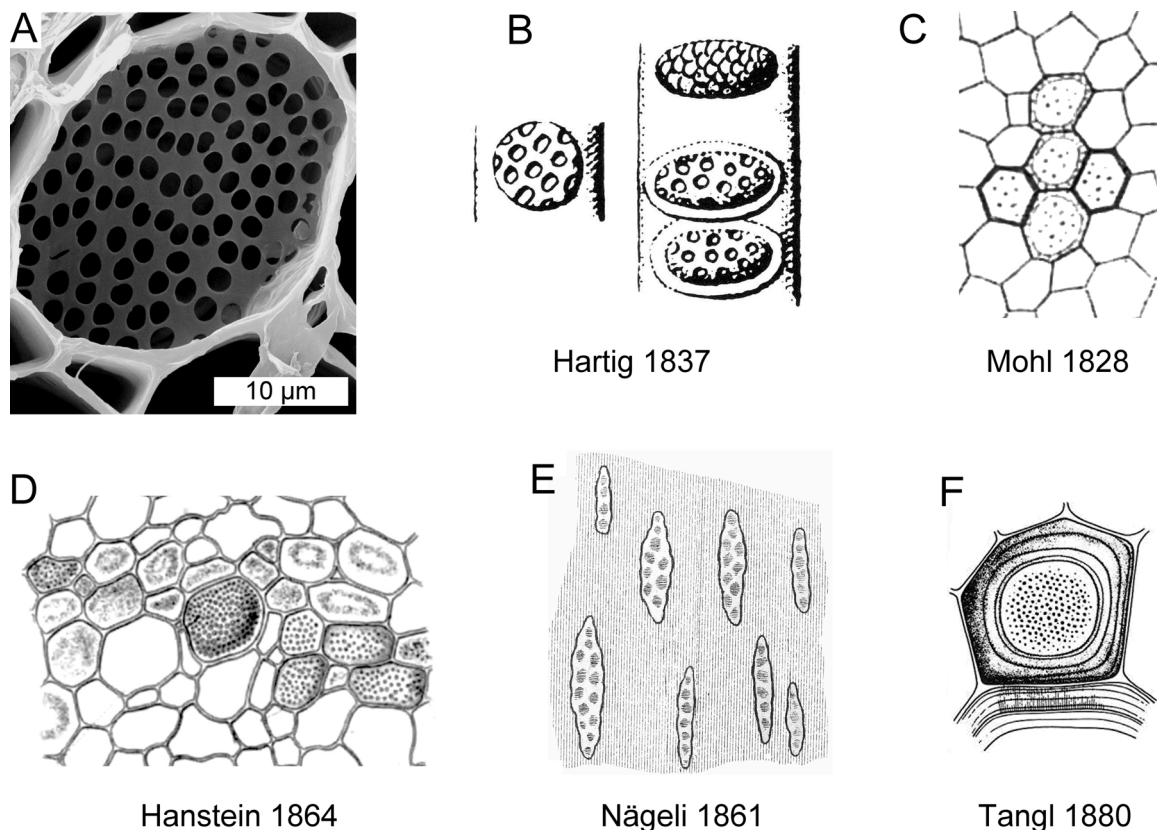 A
B
C
10 µm
Hartig 1837
Mohl 1828
D
E
F
Hanstein 1864
Nägeli 1861
Tangl 1880